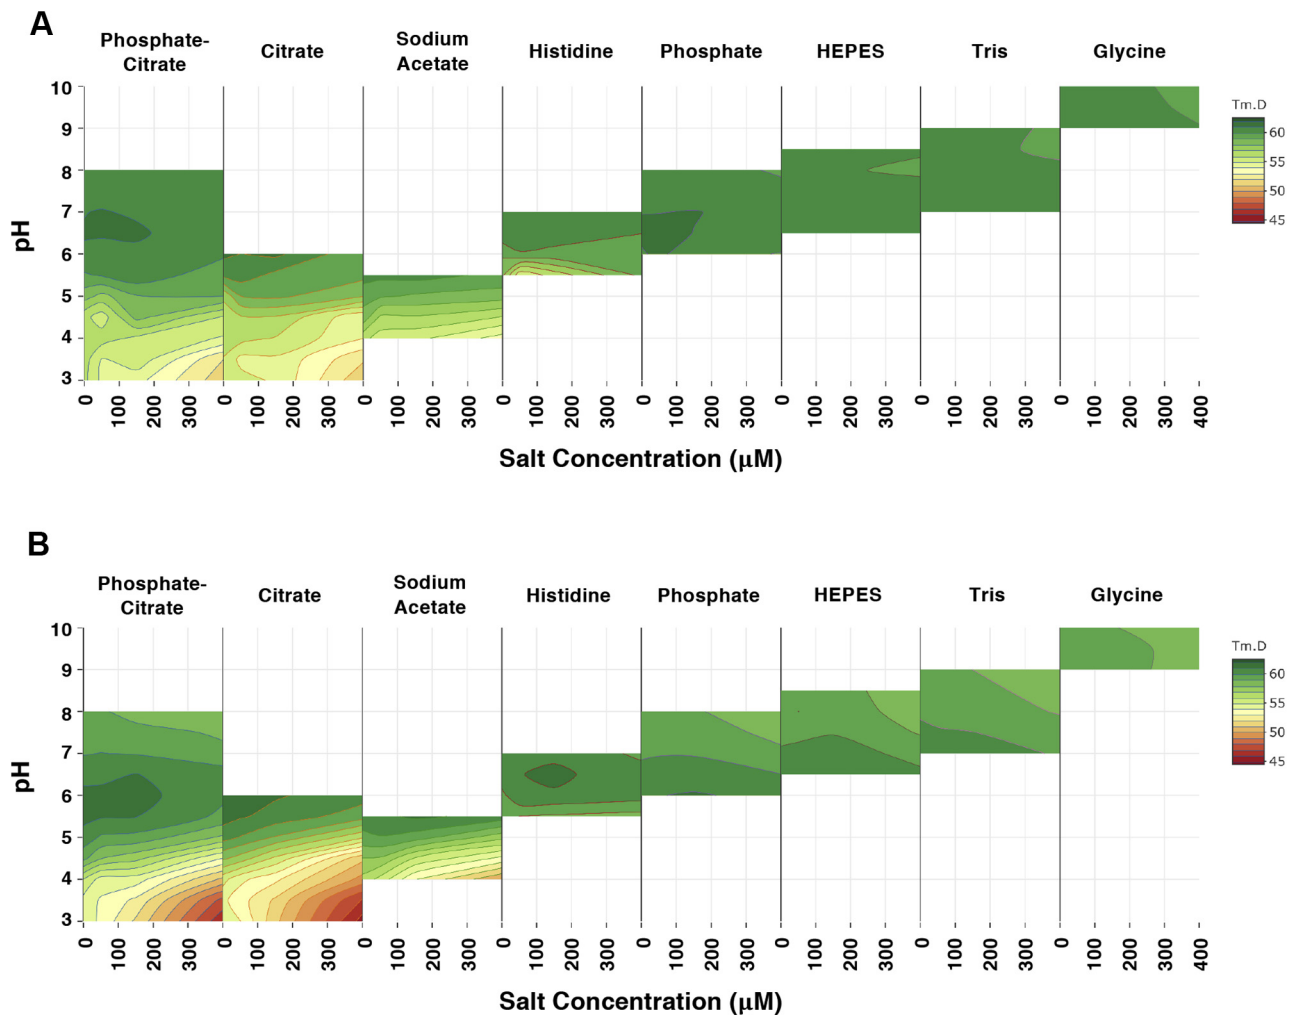 A
Phosphate-
Citrate
Citrate
Sodium
Acetate
Histidine
Phosphate
HEPES
Tris
Glycine
10
9
8
7
6
5
4
3
pH
Tm.D
60
55
50
45
0 100 200 300 0 100 200 300 0 100 200 300 0 100 200 300 0 100 200 300 0 100 200 300 0 100 200 300 0 100 200 300 400
Salt Concentration (μM)
B
Phosphate-
Citrate
Citrate
Sodium
Acetate
Histidine
Phosphate
HEPES
Tris
Glycine
10
9
8
7
6
5
4
3
pH
Tm.D
60
55
50
45
0 100 200 300 0 100 200 300 0 100 200 300 0 100 200 300 0 100 200 300 0 100 200 300 0 100 200 300 0 100 200 300 400
Salt Concentration (μM)